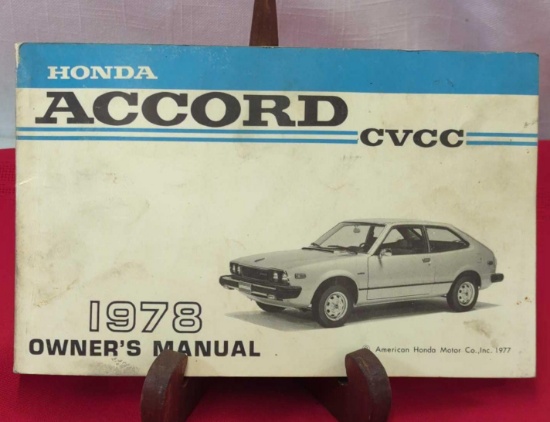 HONDA
ACCORD
CVCC
1978
OWNER'S MANUAL
American Honda Motor Co.,Inc. 1977